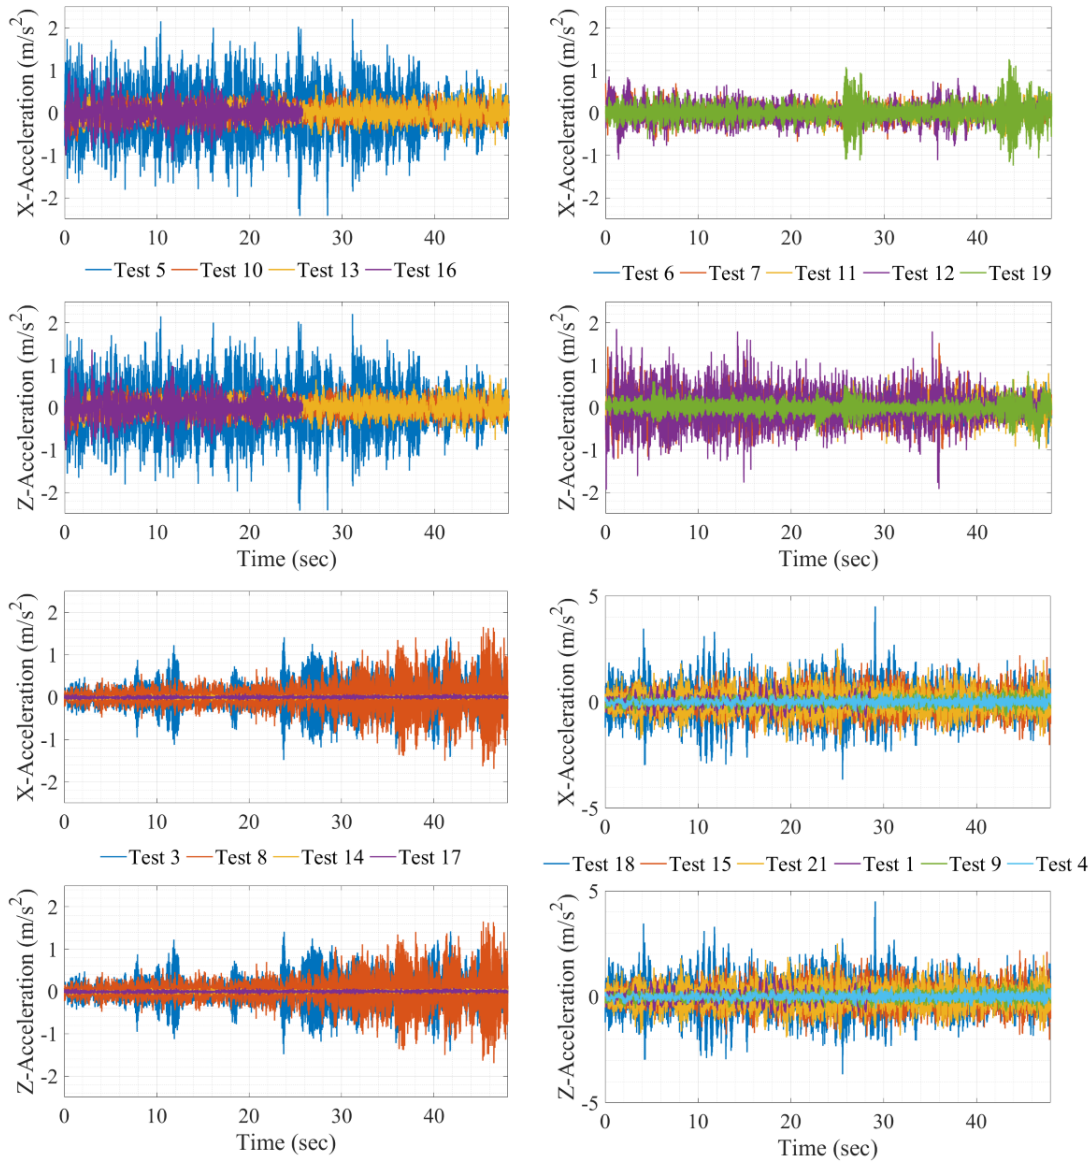 X-Acceleration (m/s²)
2
1
0
-1
-2
0 10 20 30 40
Test 5 Test 10 Test 13 Test 16
Z-Acceleration (m/s²)
2
1
0
-1
-2
0 10 20 30 40
Time (sec)
X-Acceleration (m/s²)
2
1
0
-1
-2
0 10 20 30 40
Test 6 Test 7 Test 11 Test 12 Test 19
Z-Acceleration (m/s²)
2
1
0
-1
-2
0 10 20 30 40
Time (sec)
X-Acceleration (m/s²)
2
1
0
-1
-2
0 10 20 30 40
Test 3 Test 8 Test 14 Test 17
Z-Acceleration (m/s²)
2
1
0
-1
-2
0 10 20 30 40
Time (sec)
X-Acceleration (m/s²)
5
0
-5
0 10 20 30 40
Test 18 Test 15 Test 21 Test 1 Test 9 Test 4
Z-Acceleration (m/s²)
5
0
-5
0 10 20 30 40
Time (sec)